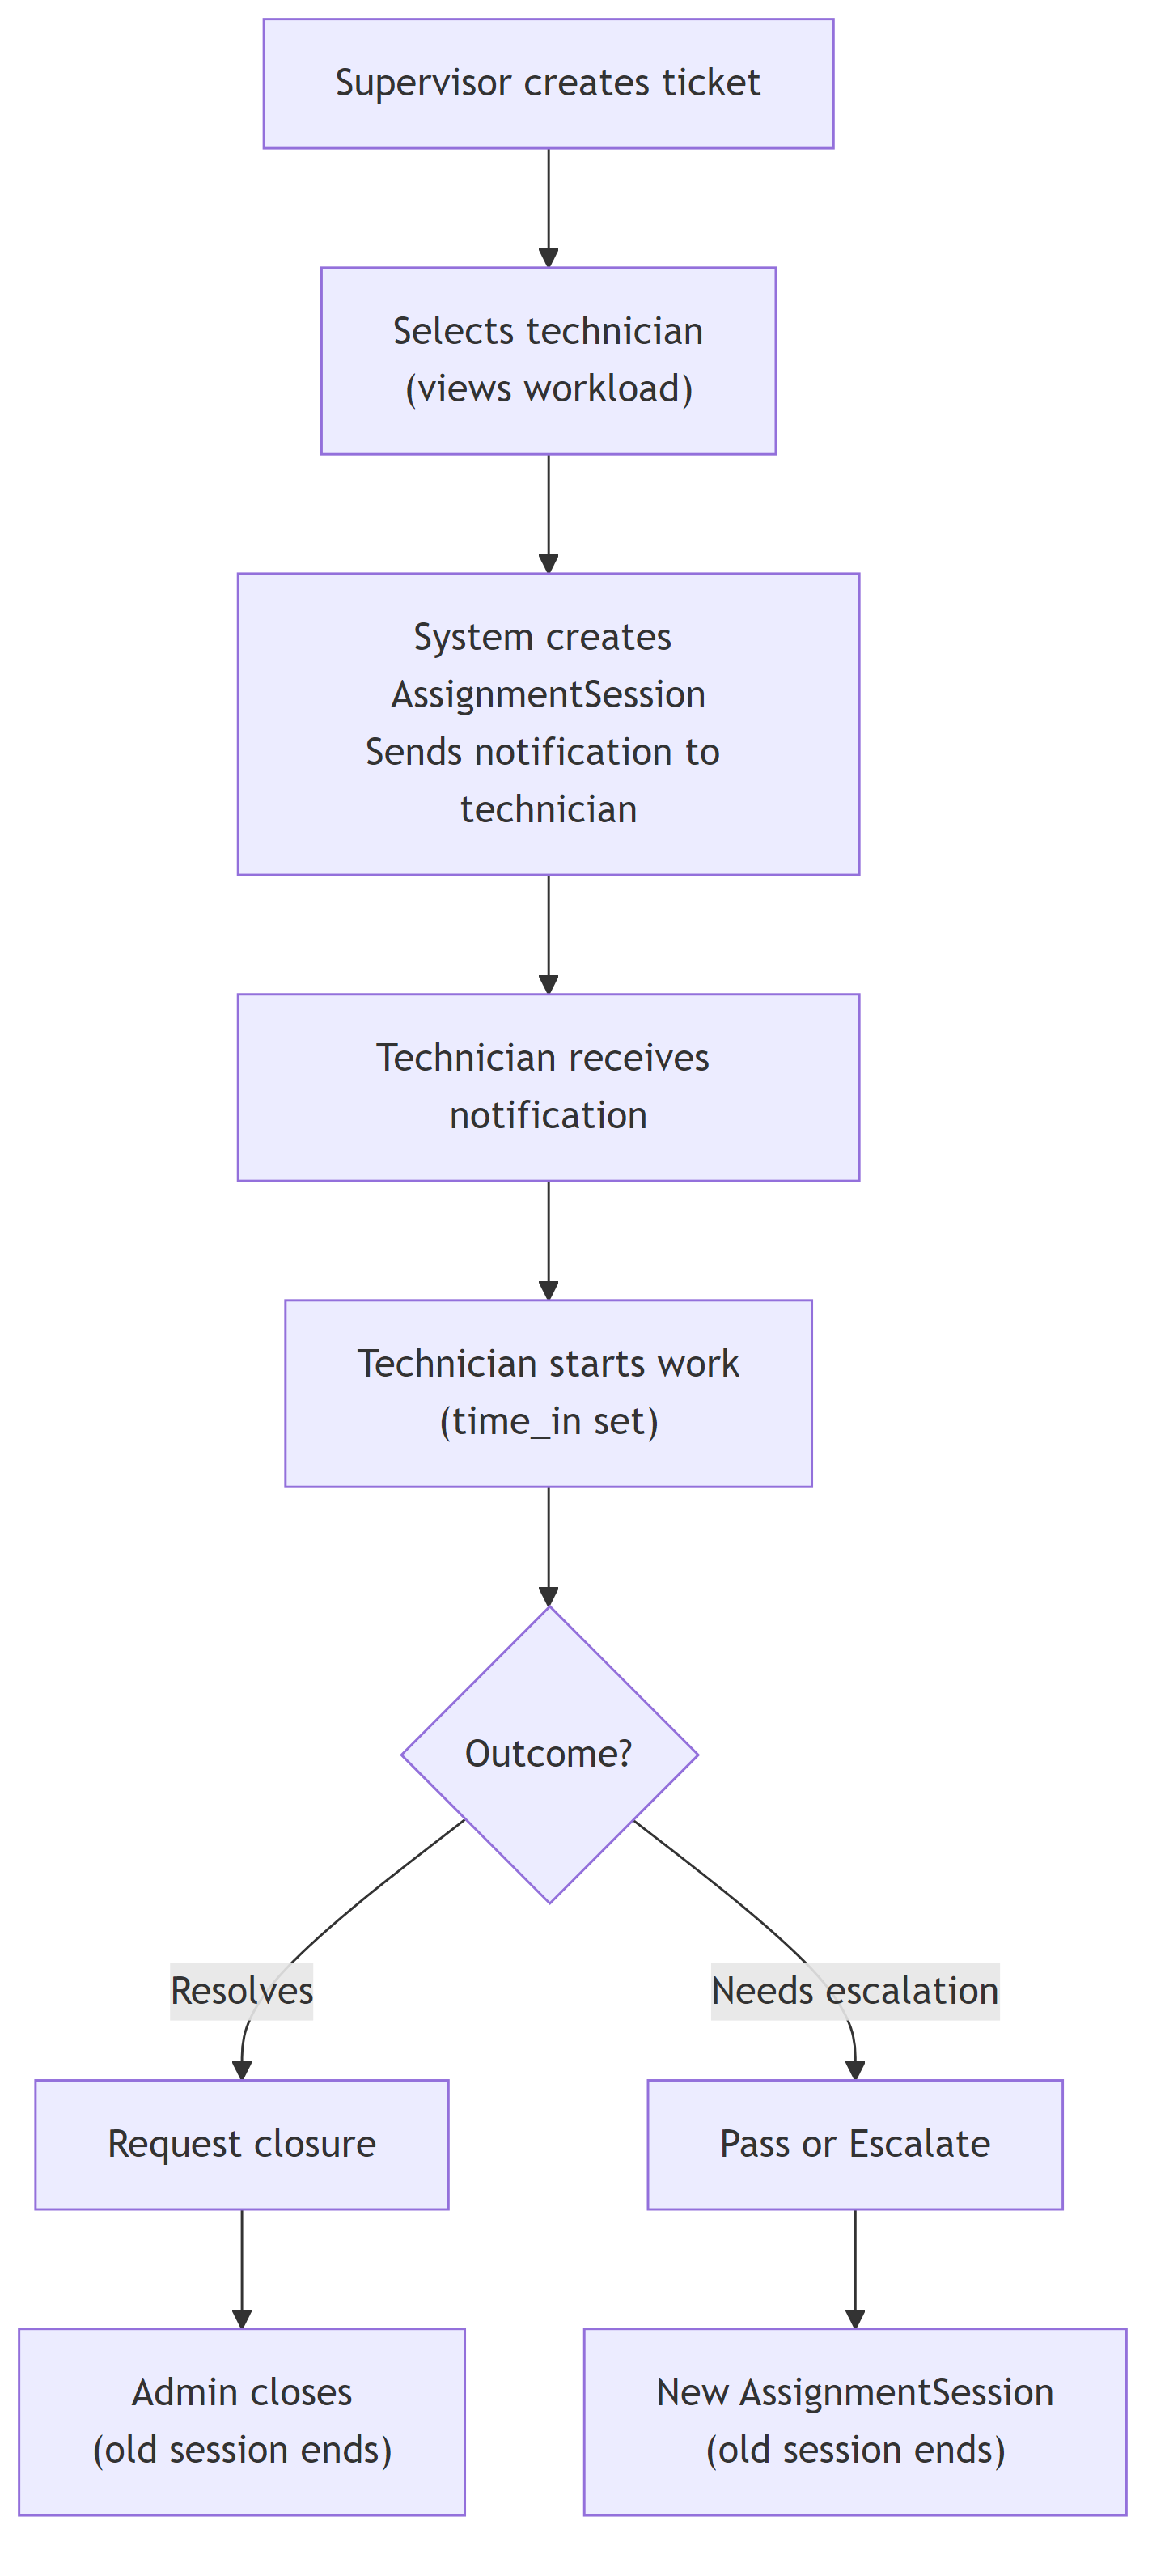 Supervisor creates ticket
Selects technician
(views workload)
System creates
AssignmentSession
Sends notification to
technician
Technician receives
notification
Technician starts work
(time_in set)
Outcome?
Resolves
Needs escalation
Request closure
Pass or Escalate
Admin closes
(old session ends)
New AssignmentSession
(old session ends)